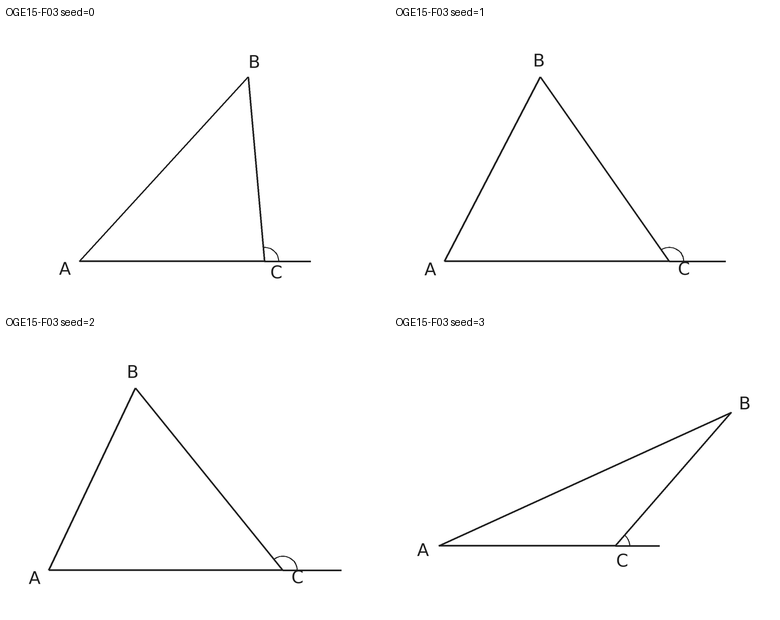 OGE15-F03 seed=0
B
A
C
OGE15-F03 seed=1
B
A
C
OGE15-F03 seed=2
B
A
C
OGE15-F03 seed=3
B
A
C